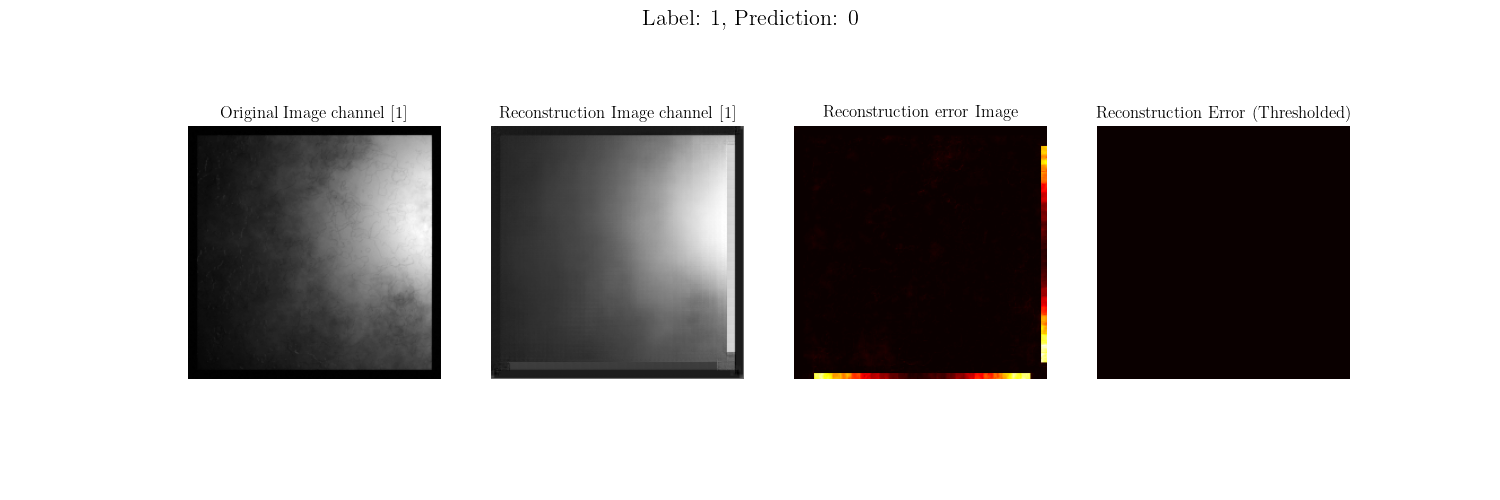 Label: 1, Prediction: 0
Original Image channel [1]
Reconstruction Image channel [1]
Reconstruction error Image
Reconstruction Error (Thresholded)